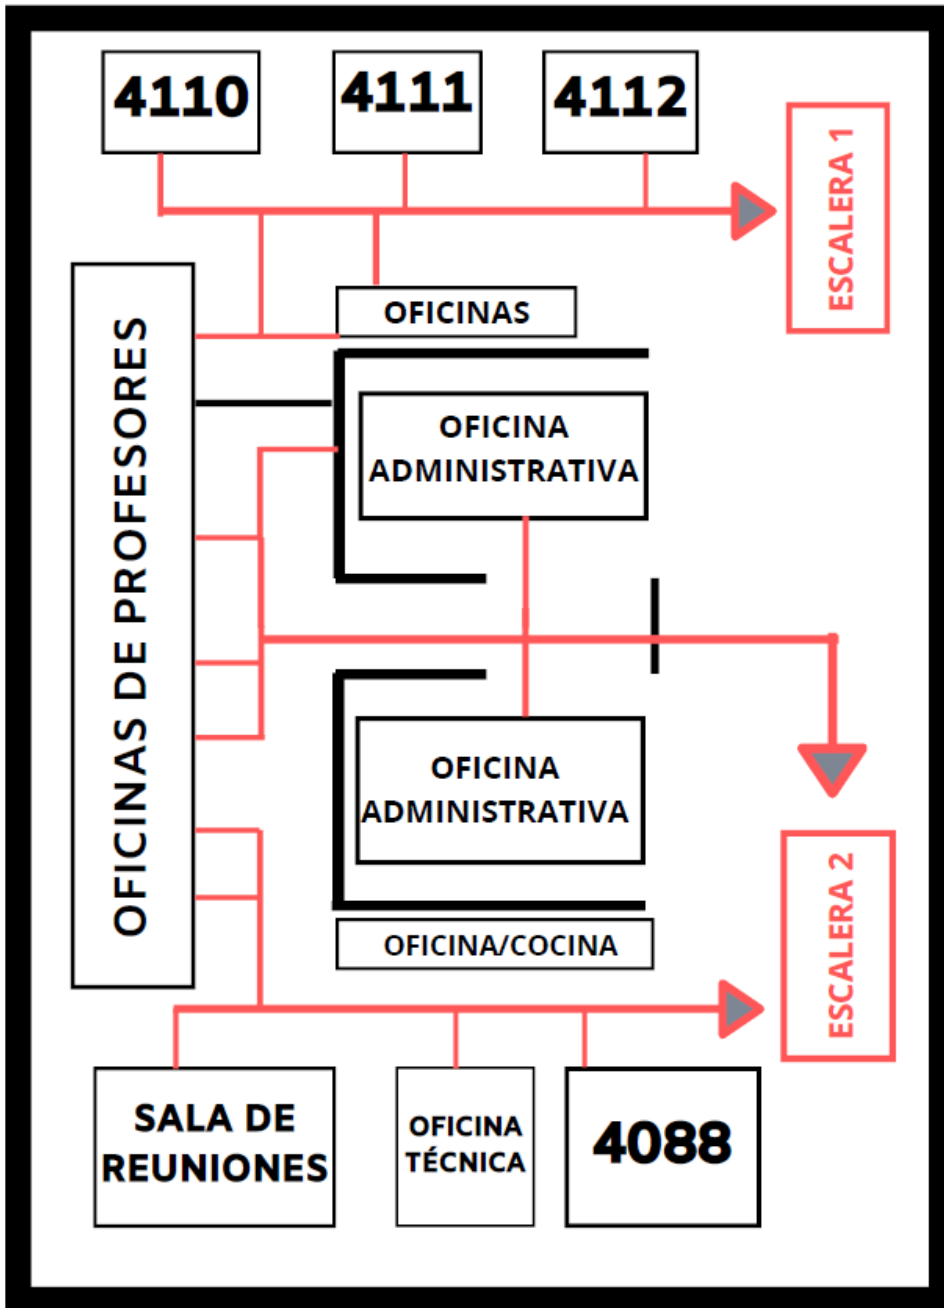 4110
4111
4112
ESCALERA 1
OFICINAS
OFICINAS DE PROFESORES
OFICINA
ADMINISTRATIVA
OFICINA
ADMINISTRATIVA
ESCALERA 2
OFICINA/COCINA
SALA DE
REUNIONES
OFICINA
TÉCNICA
4088